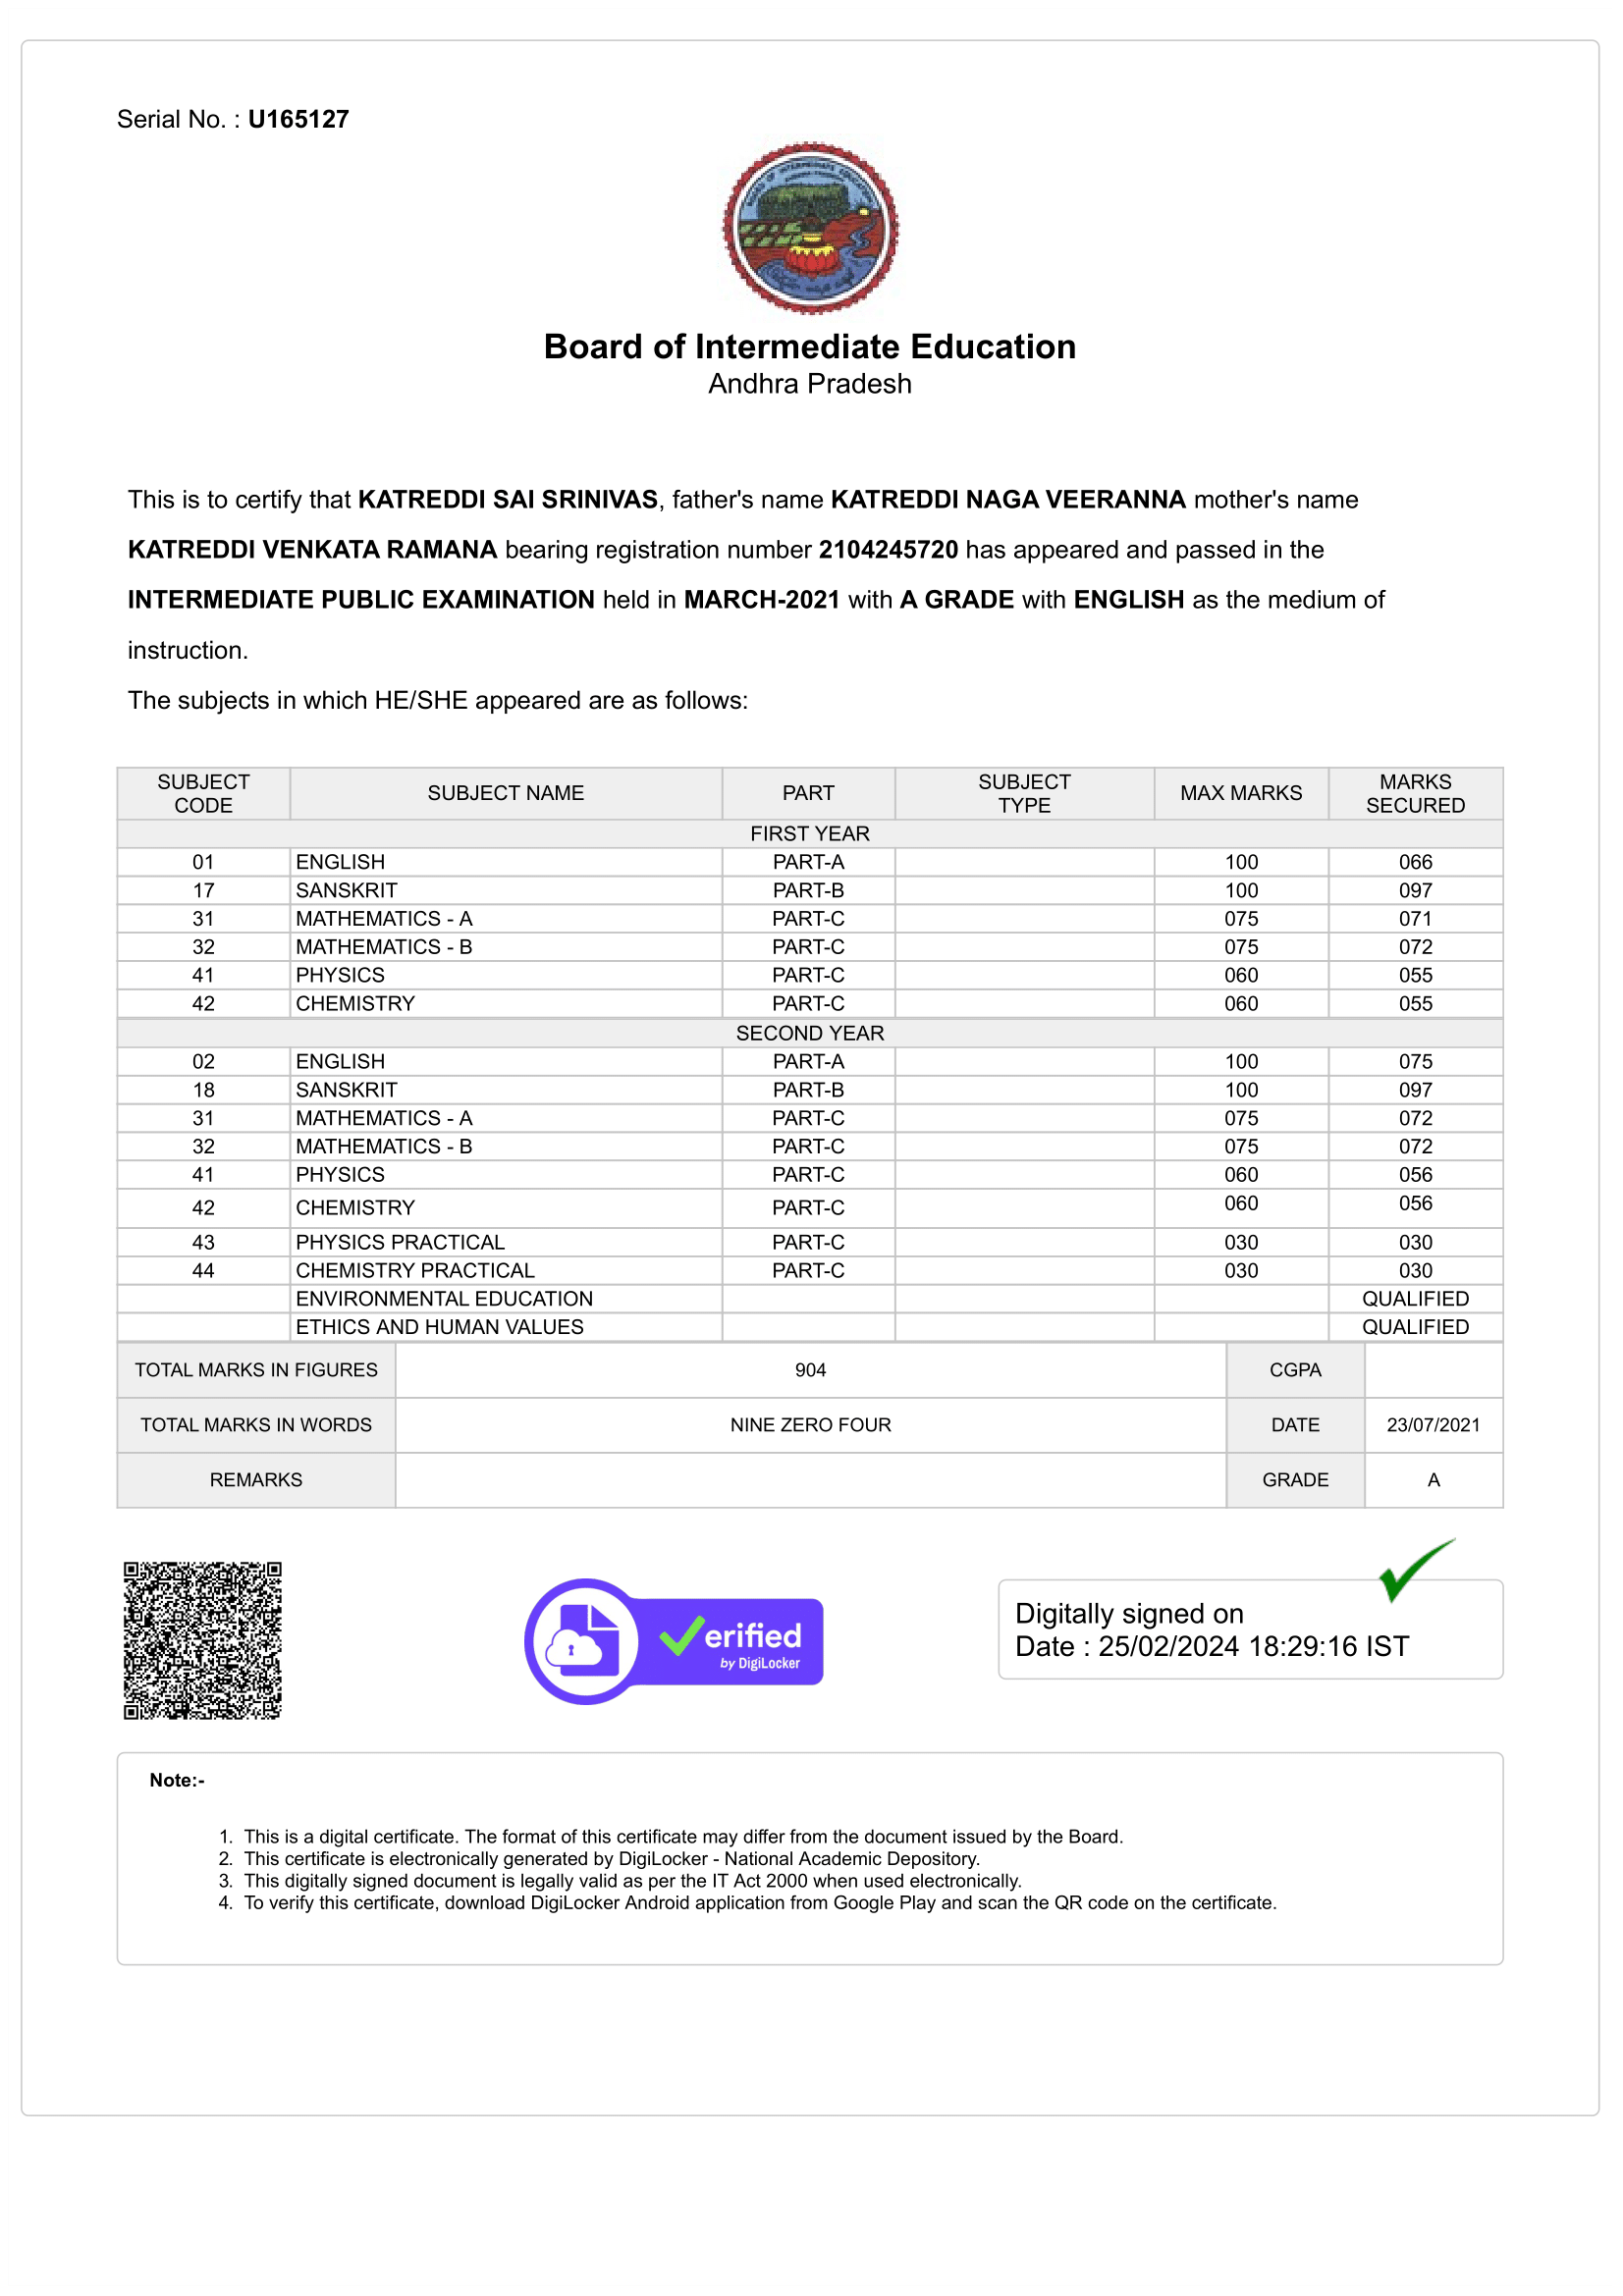 Serial No. : U165127
BOARD OF INTERMEDIATE EDUCATION
Board of Intermediate Education
Andhra Pradesh
This is to certify that KATREDDI SAI SRINIVAS, father's name KATREDDI NAGA VEERANNA mother's name
KATREDDI VENKATA RAMANA bearing registration number 2104245720 has appeared and passed in the
INTERMEDIATE PUBLIC EXAMINATION held in MARCH-2021 with A GRADE with ENGLISH as the medium of
instruction.
The subjects in which HE/SHE appeared are as follows:
SUBJECT CODE SUBJECT NAME PART SUBJECT TYPE MAX MARKS MARKS SECURED
FIRST YEAR
01 ENGLISH PART-A 100 066
17 SANSKRIT PART-B 100 097
31 MATHEMATICS - A PART-C 075 071
32 MATHEMATICS - B PART-C 075 072
41 PHYSICS PART-C 060 055
42 CHEMISTRY PART-C 060 055
SECOND YEAR
02 ENGLISH PART-A 100 075
18 SANSKRIT PART-B 100 097
31 MATHEMATICS - A PART-C 075 072
32 MATHEMATICS - B PART-C 075 072
41 PHYSICS PART-C 060 056
42 CHEMISTRY PART-C 060 056
43 PHYSICS PRACTICAL PART-C 030 030
44 CHEMISTRY PRACTICAL PART-C 030 030
ENVIRONMENTAL EDUCATION QUALIFIED
ETHICS AND HUMAN VALUES QUALIFIED
TOTAL MARKS IN FIGURES 904 CGPA
TOTAL MARKS IN WORDS NINE ZERO FOUR DATE 23/07/2021
REMARKS GRADE A
Verified
by DigiLocker
Digitally signed on
Date : 25/02/2024 18:29:16 IST
Note:-
1. This is a digital certificate. The format of this certificate may differ from the document issued by the Board.
2. This certificate is electronically generated by DigiLocker - National Academic Depository.
3. This digitally signed document is legally valid as per the IT Act 2000 when used electronically.
4. To verify this certificate, download DigiLocker Android application from Google Play and scan the QR code on the certificate.